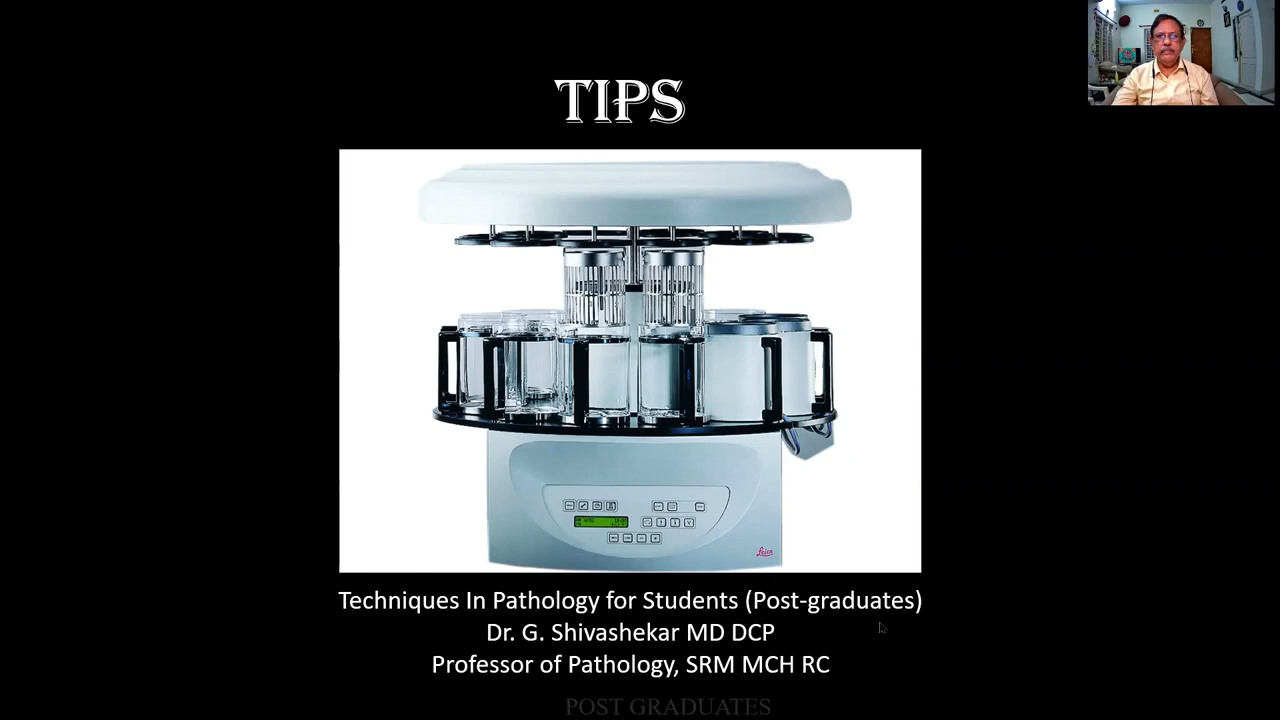 TIPS
Leica
Techniques In Pathology for Students (Post-graduates)
Dr. G. Shivashekar MD DCP
Professor of Pathology, SRM MCH RC
POST GRADUATES